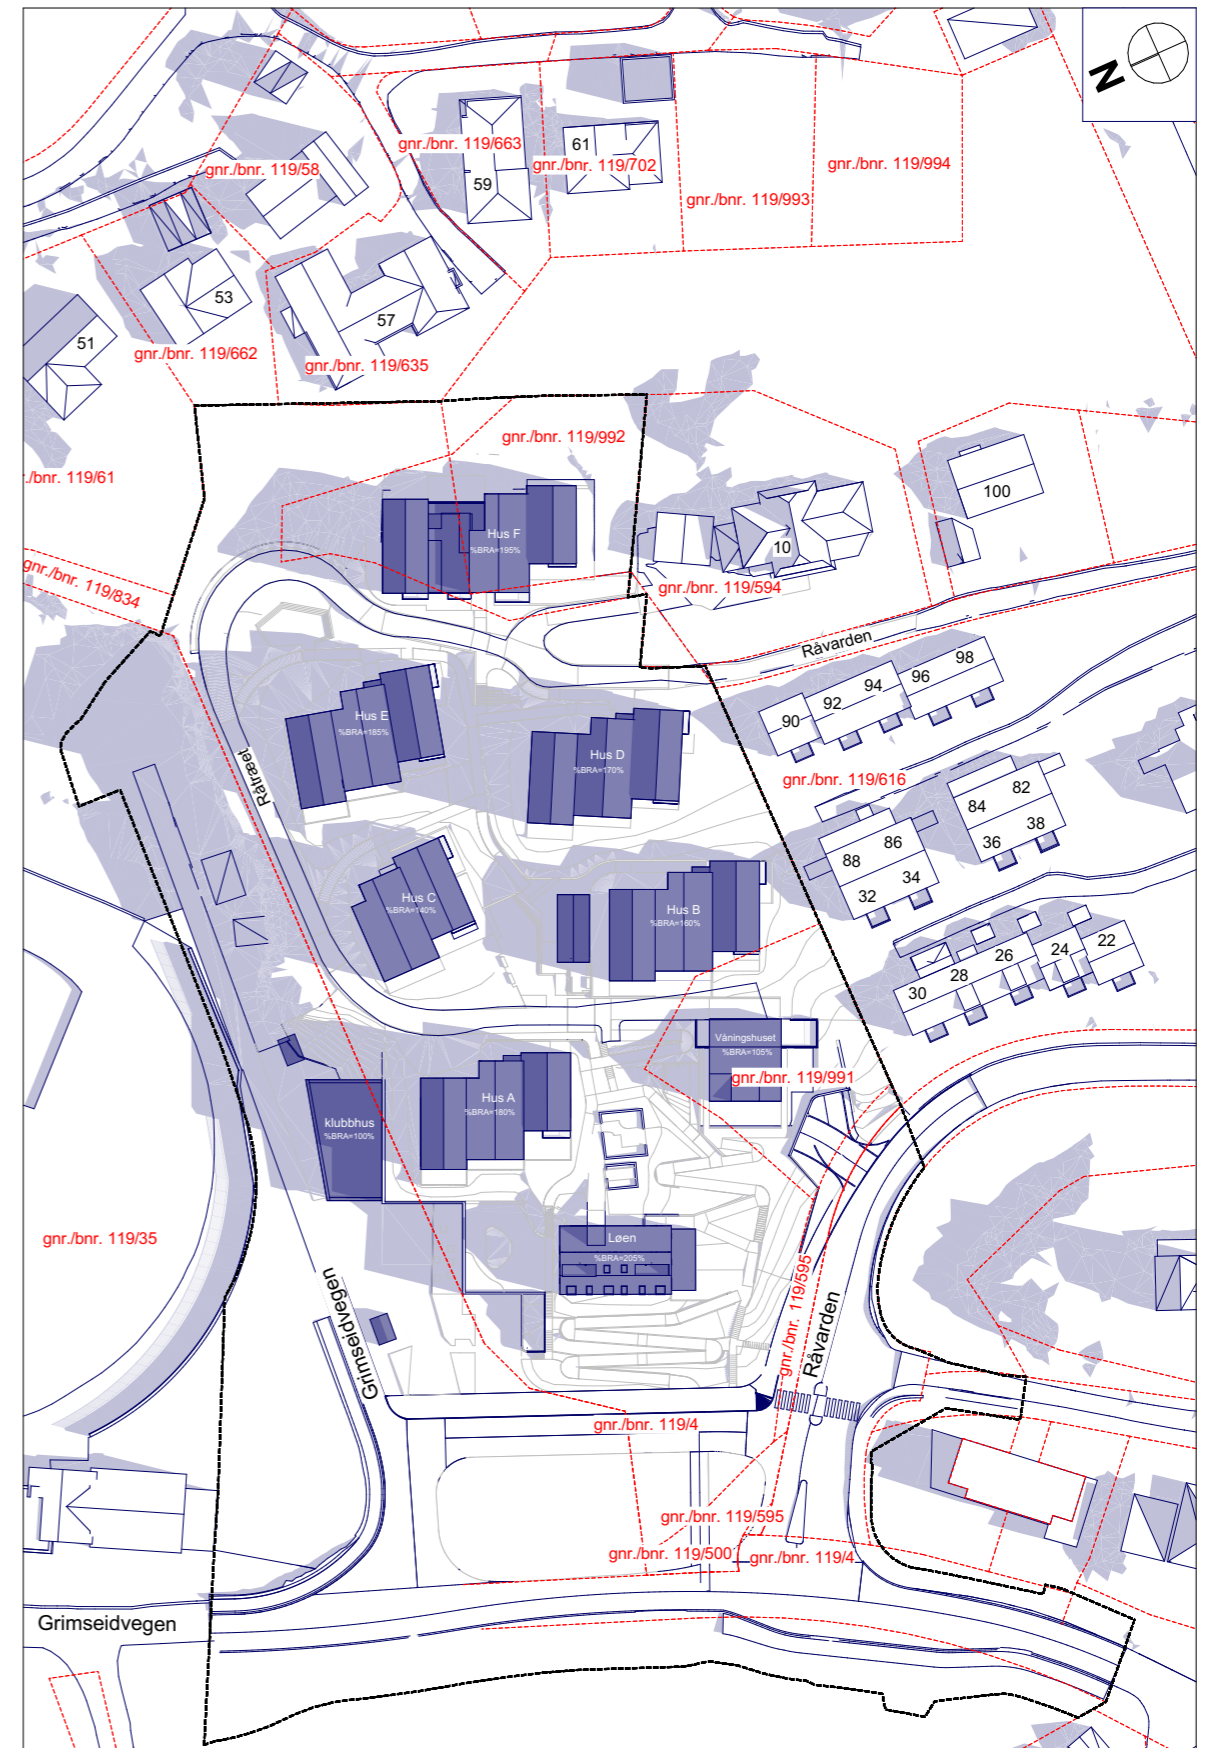 N
gnr./bnr. 119/663
61
gnr./bnr. 119/702
gnr./bnr. 119/994
gnr./bnr. 119/58
59
gnr./bnr. 119/993
53
57
51
gnr./bnr. 119/662
gnr./bnr. 119/635
gnr./bnr. 119/992
./bnr. 119/61
100
Hus F
%BRA=195%
10
gnr./bnr. 119/834
gnr./bnr. 119/594
Råvarden
98
96
94
92
90
Hus E
%BRA=185%
Hus D
%BRA=170%
Råtræet
gnr./bnr. 119/616
82
84
38
36
86
88
34
32
Hus C
%BRA=140%
Hus B
%BRA=160%
22
24
26
28
30
Våningshuset
%BRA=105%
gnr./bnr. 119/991
Hus A
%BRA=180%
klubbhus
%BRA=100%
gnr./bnr. 119/35
Løen
%BRA=205%
gnr./bnr. 119/595
Råvarden
Grimseidvegen
gnr./bnr. 119/4
gnr./bnr. 119/595
gnr./bnr. 119/500
gnr./bnr. 119/4
Grimseidvegen